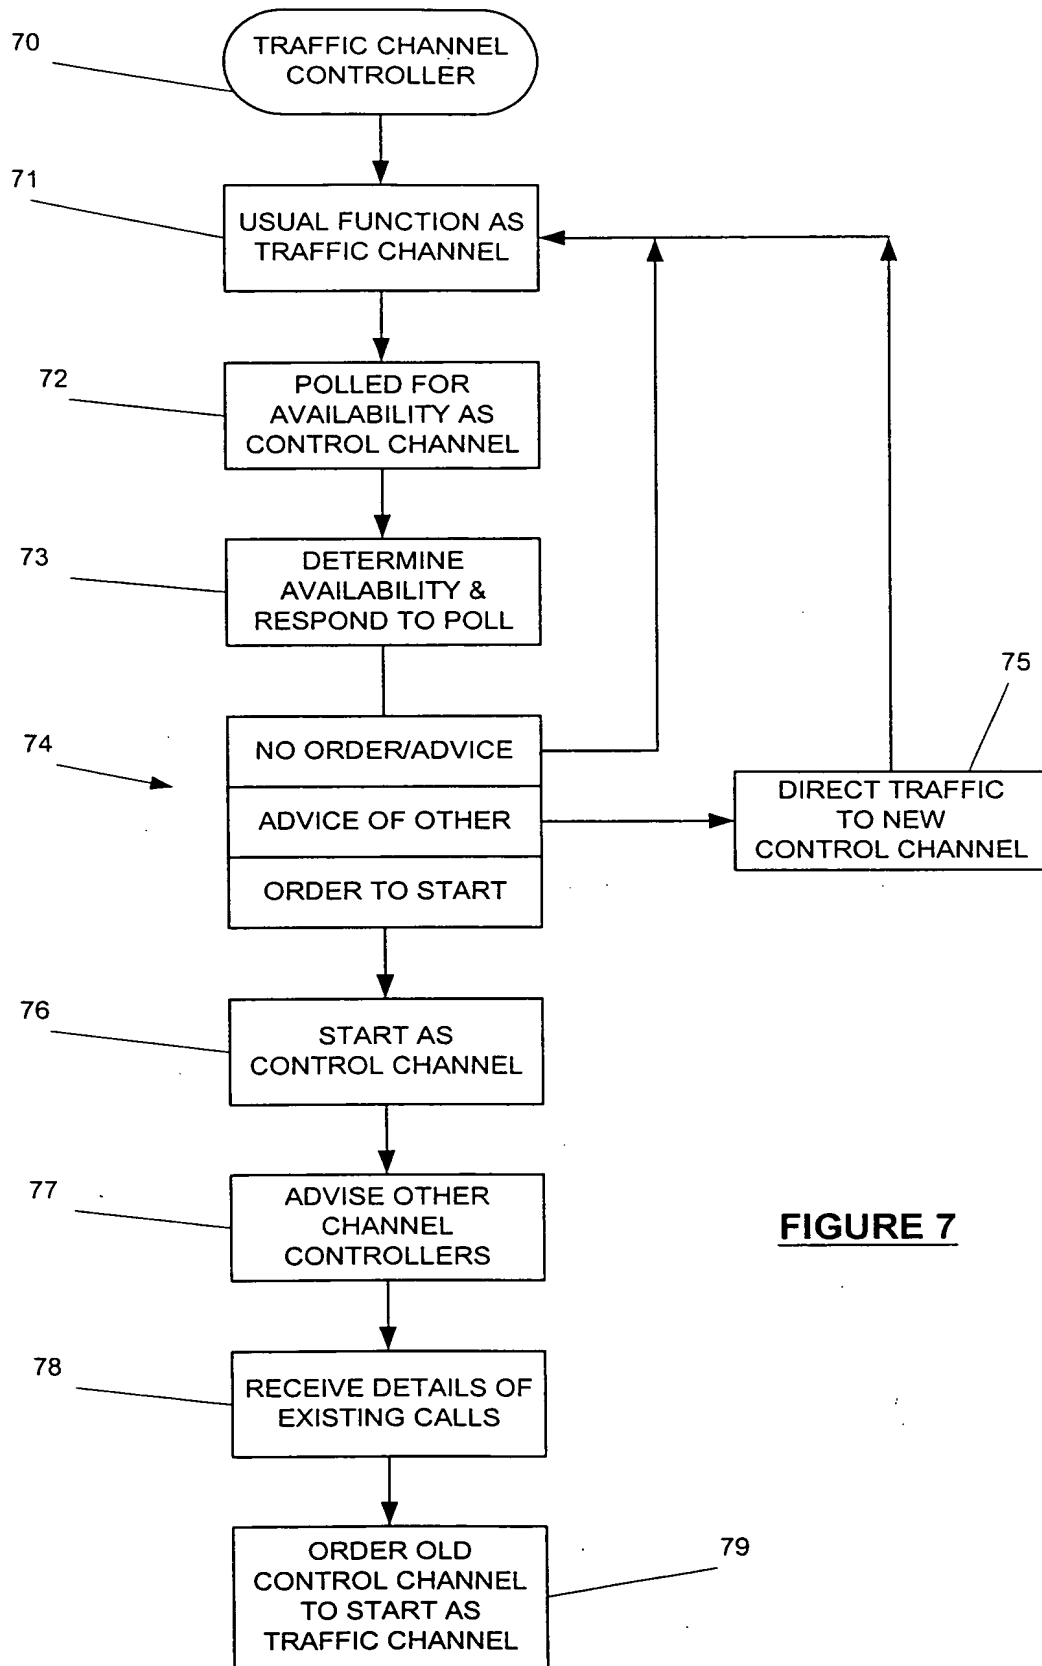 70
TRAFFIC CHANNEL
CONTROLLER
71
USUAL FUNCTION AS
TRAFFIC CHANNEL
72
POLLED FOR
AVAILABILITY AS
CONTROL CHANNEL
73
DETERMINE
AVAILABILITY &
RESPOND TO POLL
74
NO ORDER/ADVICE
ADVICE OF OTHER
ORDER TO START
75
DIRECT TRAFFIC
TO NEW
CONTROL CHANNEL
76
START AS
CONTROL CHANNEL
77
ADVISE OTHER
CHANNEL
CONTROLLERS
FIGURE 7
78
RECEIVE DETAILS OF
EXISTING CALLS
79
ORDER OLD
CONTROL CHANNEL
TO START AS
TRAFFIC CHANNEL